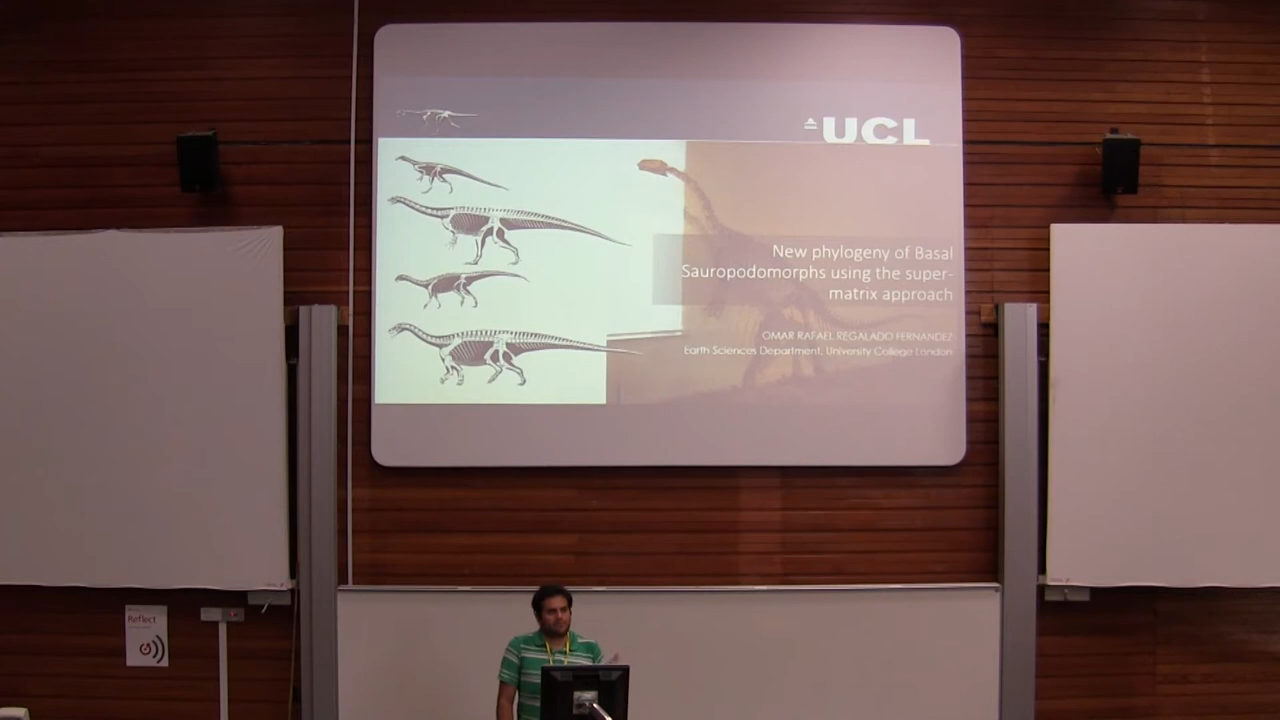 UCL
New phylogeny of Basal
Sauropodomorphs using the super-
matrix approach
OMAR RAFAEL REGALADO FERNANDEZ
Earth Sciences Department, University College London
Reflect